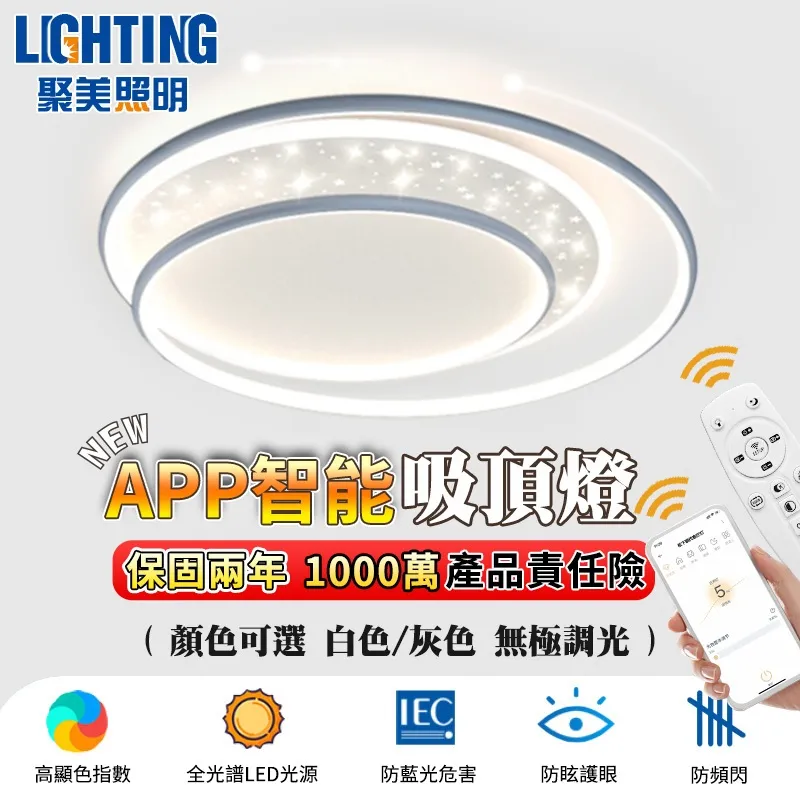 LIGHTING
聚美照明
NEW
APP智能吸頂燈
保固兩年 1000萬產品責任險
( 顏色可選 白色/灰色 無極調光 )
5
IEC
高顯色指數
全光譜LED光源
防藍光危害
防眩護眼
防頻閃